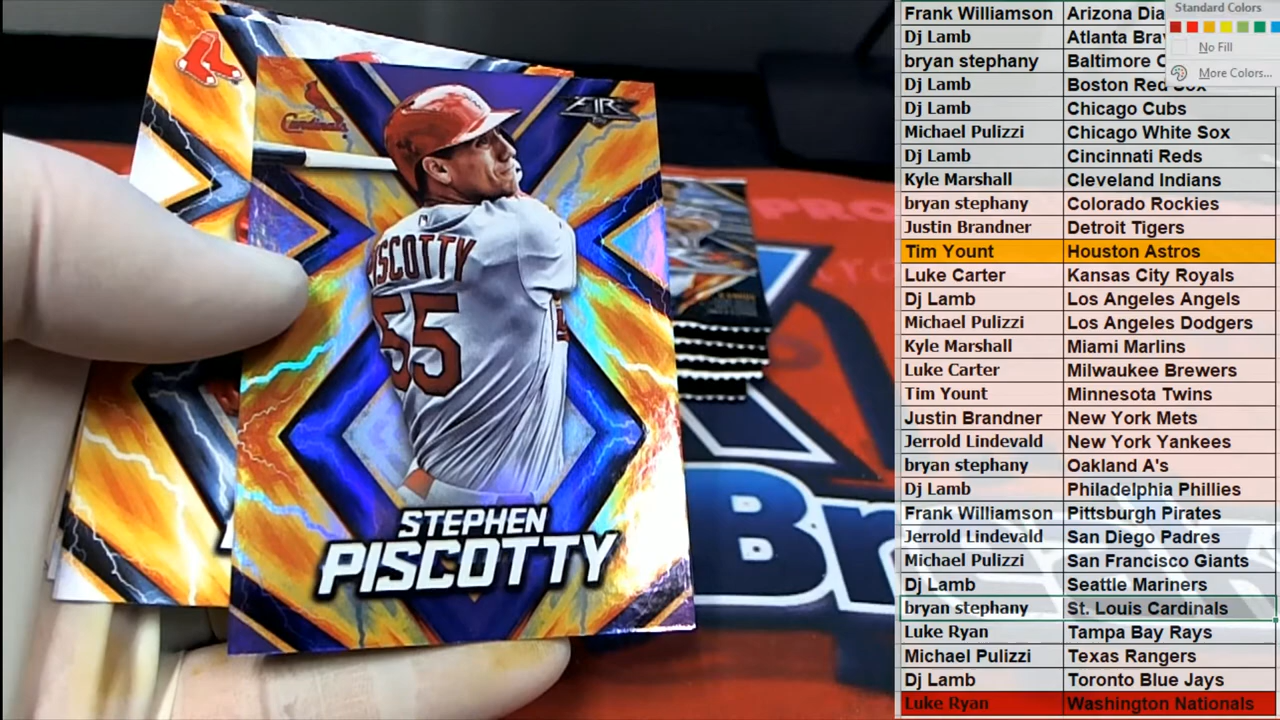 Cardinals
FIRE
PISCOTTY
55
STEPHEN
PISCOTTY
PRO
Br
Standard Colors
No Fill
More Colors...
Frank Williamson Arizona Dia
Dj Lamb Atlanta Bra
bryan stephany Baltimore
Dj Lamb Boston Red Sox
Dj Lamb Chicago Cubs
Michael Pulizzi Chicago White Sox
Dj Lamb Cincinnati Reds
Kyle Marshall Cleveland Indians
bryan stephany Colorado Rockies
Justin Brandner Detroit Tigers
Tim Yount Houston Astros
Luke Carter Kansas City Royals
Dj Lamb Los Angeles Angels
Michael Pulizzi Los Angeles Dodgers
Kyle Marshall Miami Marlins
Luke Carter Milwaukee Brewers
Tim Yount Minnesota Twins
Justin Brandner New York Mets
Jerrold Lindevald New York Yankees
bryan stephany Oakland A's
Dj Lamb Philadelphia Phillies
Frank Williamson Pittsburgh Pirates
Jerrold Lindevald San Diego Padres
Michael Pulizzi San Francisco Giants
Dj Lamb Seattle Mariners
bryan stephany St. Louis Cardinals
Luke Ryan Tampa Bay Rays
Michael Pulizzi Texas Rangers
Dj Lamb Toronto Blue Jays
Luke Ryan Washington Nationals